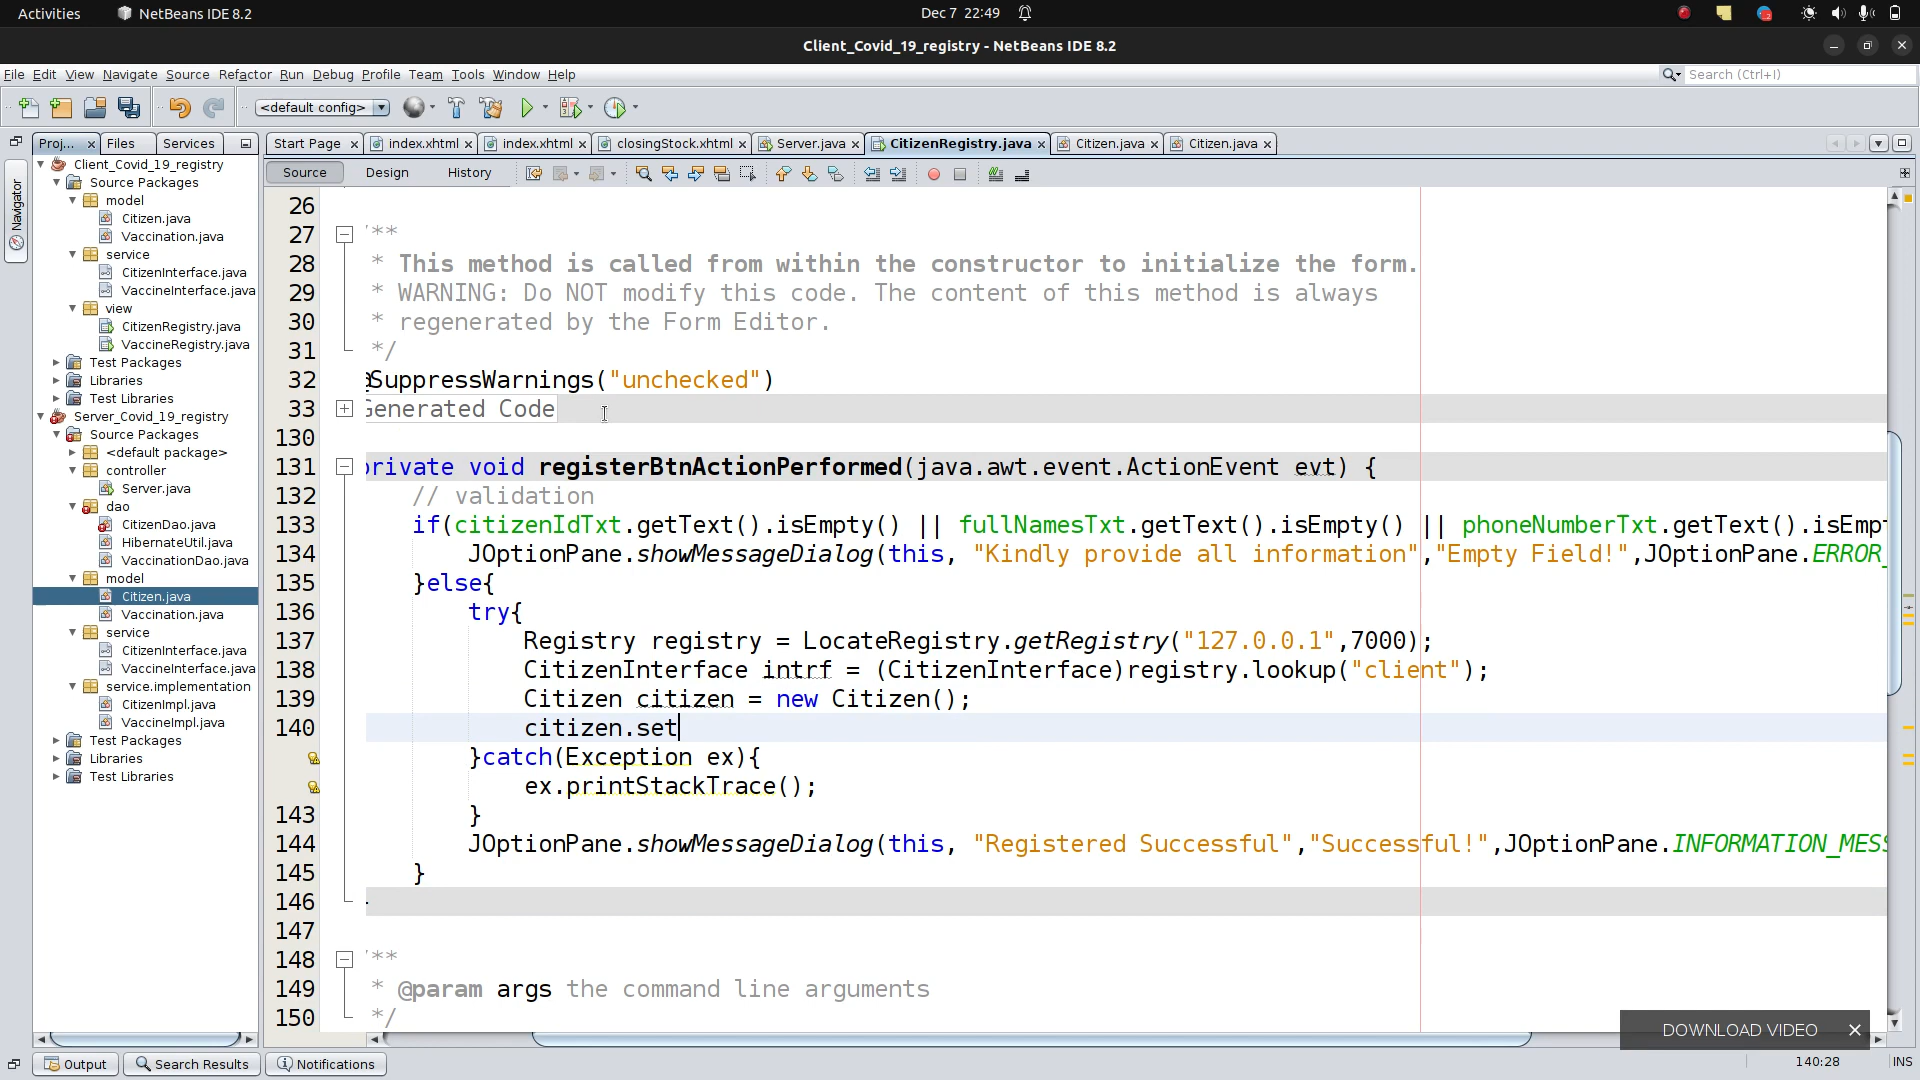 Activities
NetBeans IDE 8.2
Dec 7 22:49
Client_Covid_19_registry - NetBeans IDE 8.2
File Edit View Navigate Source Refactor Run Debug Profile Team Tools Window Help
Search (Ctrl+I)
<default config>
Proj... Files Services
Start Page index.xhtml index.xhtml closingStock.xhtml Server.java CitizenRegistry.java Citizen.java Citizen.java
Source Design History
Navigator
Client_Covid_19_registry
Source Packages
model
Citizen.java
Vaccination.java
service
CitizenInterface.java
VaccineInterface.java
view
CitizenRegistry.java
VaccineRegistry.java
Test Packages
Libraries
Test Libraries
Server_Covid_19_registry
Source Packages
<default package>
controller
Server.java
dao
CitizenDao.java
HibernateUtil.java
VaccinationDao.java
model
Citizen.java
Vaccination.java
service
CitizenInterface.java
VaccineInterface.java
service.implementation
CitizenImpl.java
VaccineImpl.java
Test Packages
Libraries
Test Libraries
26
27 /**
28 * This method is called from within the constructor to initialize the form.
29 * WARNING: Do NOT modify this code. The content of this method is always
30 * regenerated by the Form Editor.
31 */
32 @SuppressWarnings("unchecked")
33 Generated Code
130
131 private void registerBtnActionPerformed(java.awt.event.ActionEvent evt) {
132 // validation
133 if(citizenIdTxt.getText().isEmpty() || fullNamesTxt.getText().isEmpty() || phoneNumberTxt.getText().isEmp
134 JOptionPane.showMessageDialog(this, "Kindly provide all information","Empty Field!",JOptionPane.ERROR_
135 }else{
136 try{
137 Registry registry = LocateRegistry.getRegistry("127.0.0.1",7000);
138 CitizenInterface intrf = (CitizenInterface)registry.lookup("client");
139 Citizen citizen = new Citizen();
140 citizen.set
}catch(Exception ex){
ex.printStackTrace();
143 }
144 JOptionPane.showMessageDialog(this, "Registered Successful","Successful!",JOptionPane.INFORMATION_MESS
145 }
146 }
147
148 /**
149 * @param args the command line arguments
150 */
DOWNLOAD VIDEO
Output Search Results Notifications
140:28 INS